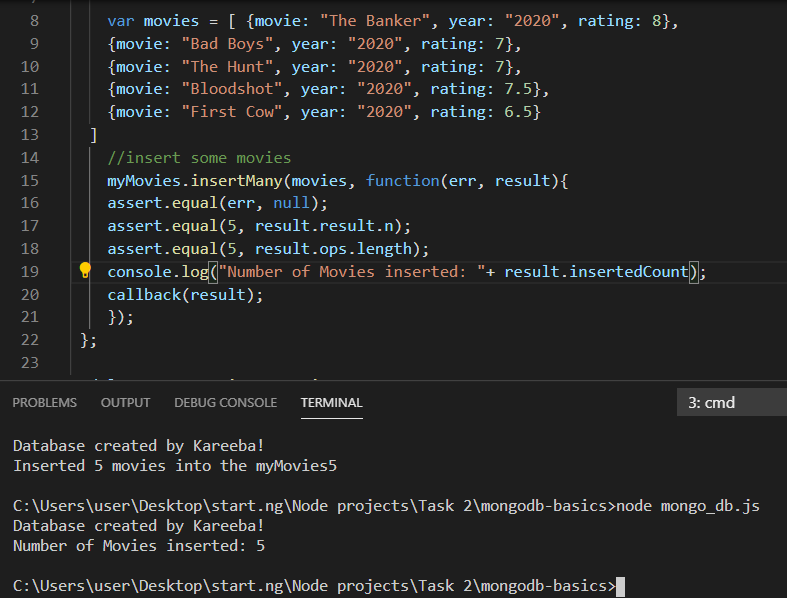 8 var movies = [ {movie: "The Banker", year: "2020", rating: 8},
9 {movie: "Bad Boys", year: "2020", rating: 7},
10 {movie: "The Hunt", year: "2020", rating: 7},
11 {movie: "Bloodshot", year: "2020", rating: 7.5},
12 {movie: "First Cow", year: "2020", rating: 6.5}
13 ]
14 //insert some movies
15 myMovies.insertMany(movies, function(err, result){
16 assert.equal(err, null);
17 assert.equal(5, result.result.n);
18 assert.equal(5, result.ops.length);
19 console.log("Number of Movies inserted: "+ result.insertedCount);
20 callback(result);
21 });
22 };
23
PROBLEMS OUTPUT DEBUG CONSOLE TERMINAL 3: cmd
Database created by Kareeba!
Inserted 5 movies into the myMovies5
C:\Users\user\Desktop\start.ng\Node projects\Task 2\mongodb-basics>node mongo_db.js
Database created by Kareeba!
Number of Movies inserted: 5
C:\Users\user\Desktop\start.ng\Node projects\Task 2\mongodb-basics>